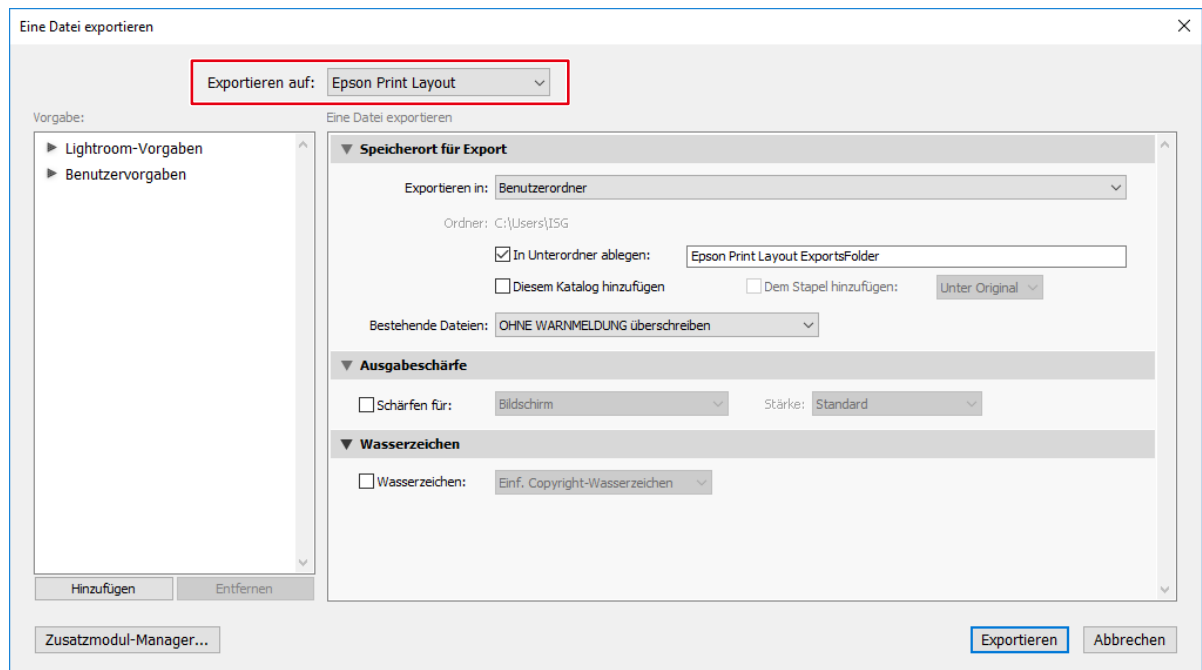 Eine Datei exportieren
Exportieren auf: Epson Print Layout
Vorgabe:
Eine Datei exportieren
Lightroom-Vorgaben
Benutzervorgaben
Speicherort für Export
Exportieren in: Benutzerordner
Ordner: C:\Users\ISG
In Unterordner ablegen: Epson Print Layout ExportsFolder
Diesem Katalog hinzufügen Dem Stapel hinzufügen: Unter Original
Bestehende Dateien: OHNE WARNMELDUNG überschreiben
Ausgabeschärfe
Schärfen für: Bildschirm Stärke: Standard
Wasserzeichen
Wasserzeichen: Einf. Copyright-Wasserzeichen
Hinzufügen Entfernen
Zusatzmodul-Manager... Exportieren Abbrechen